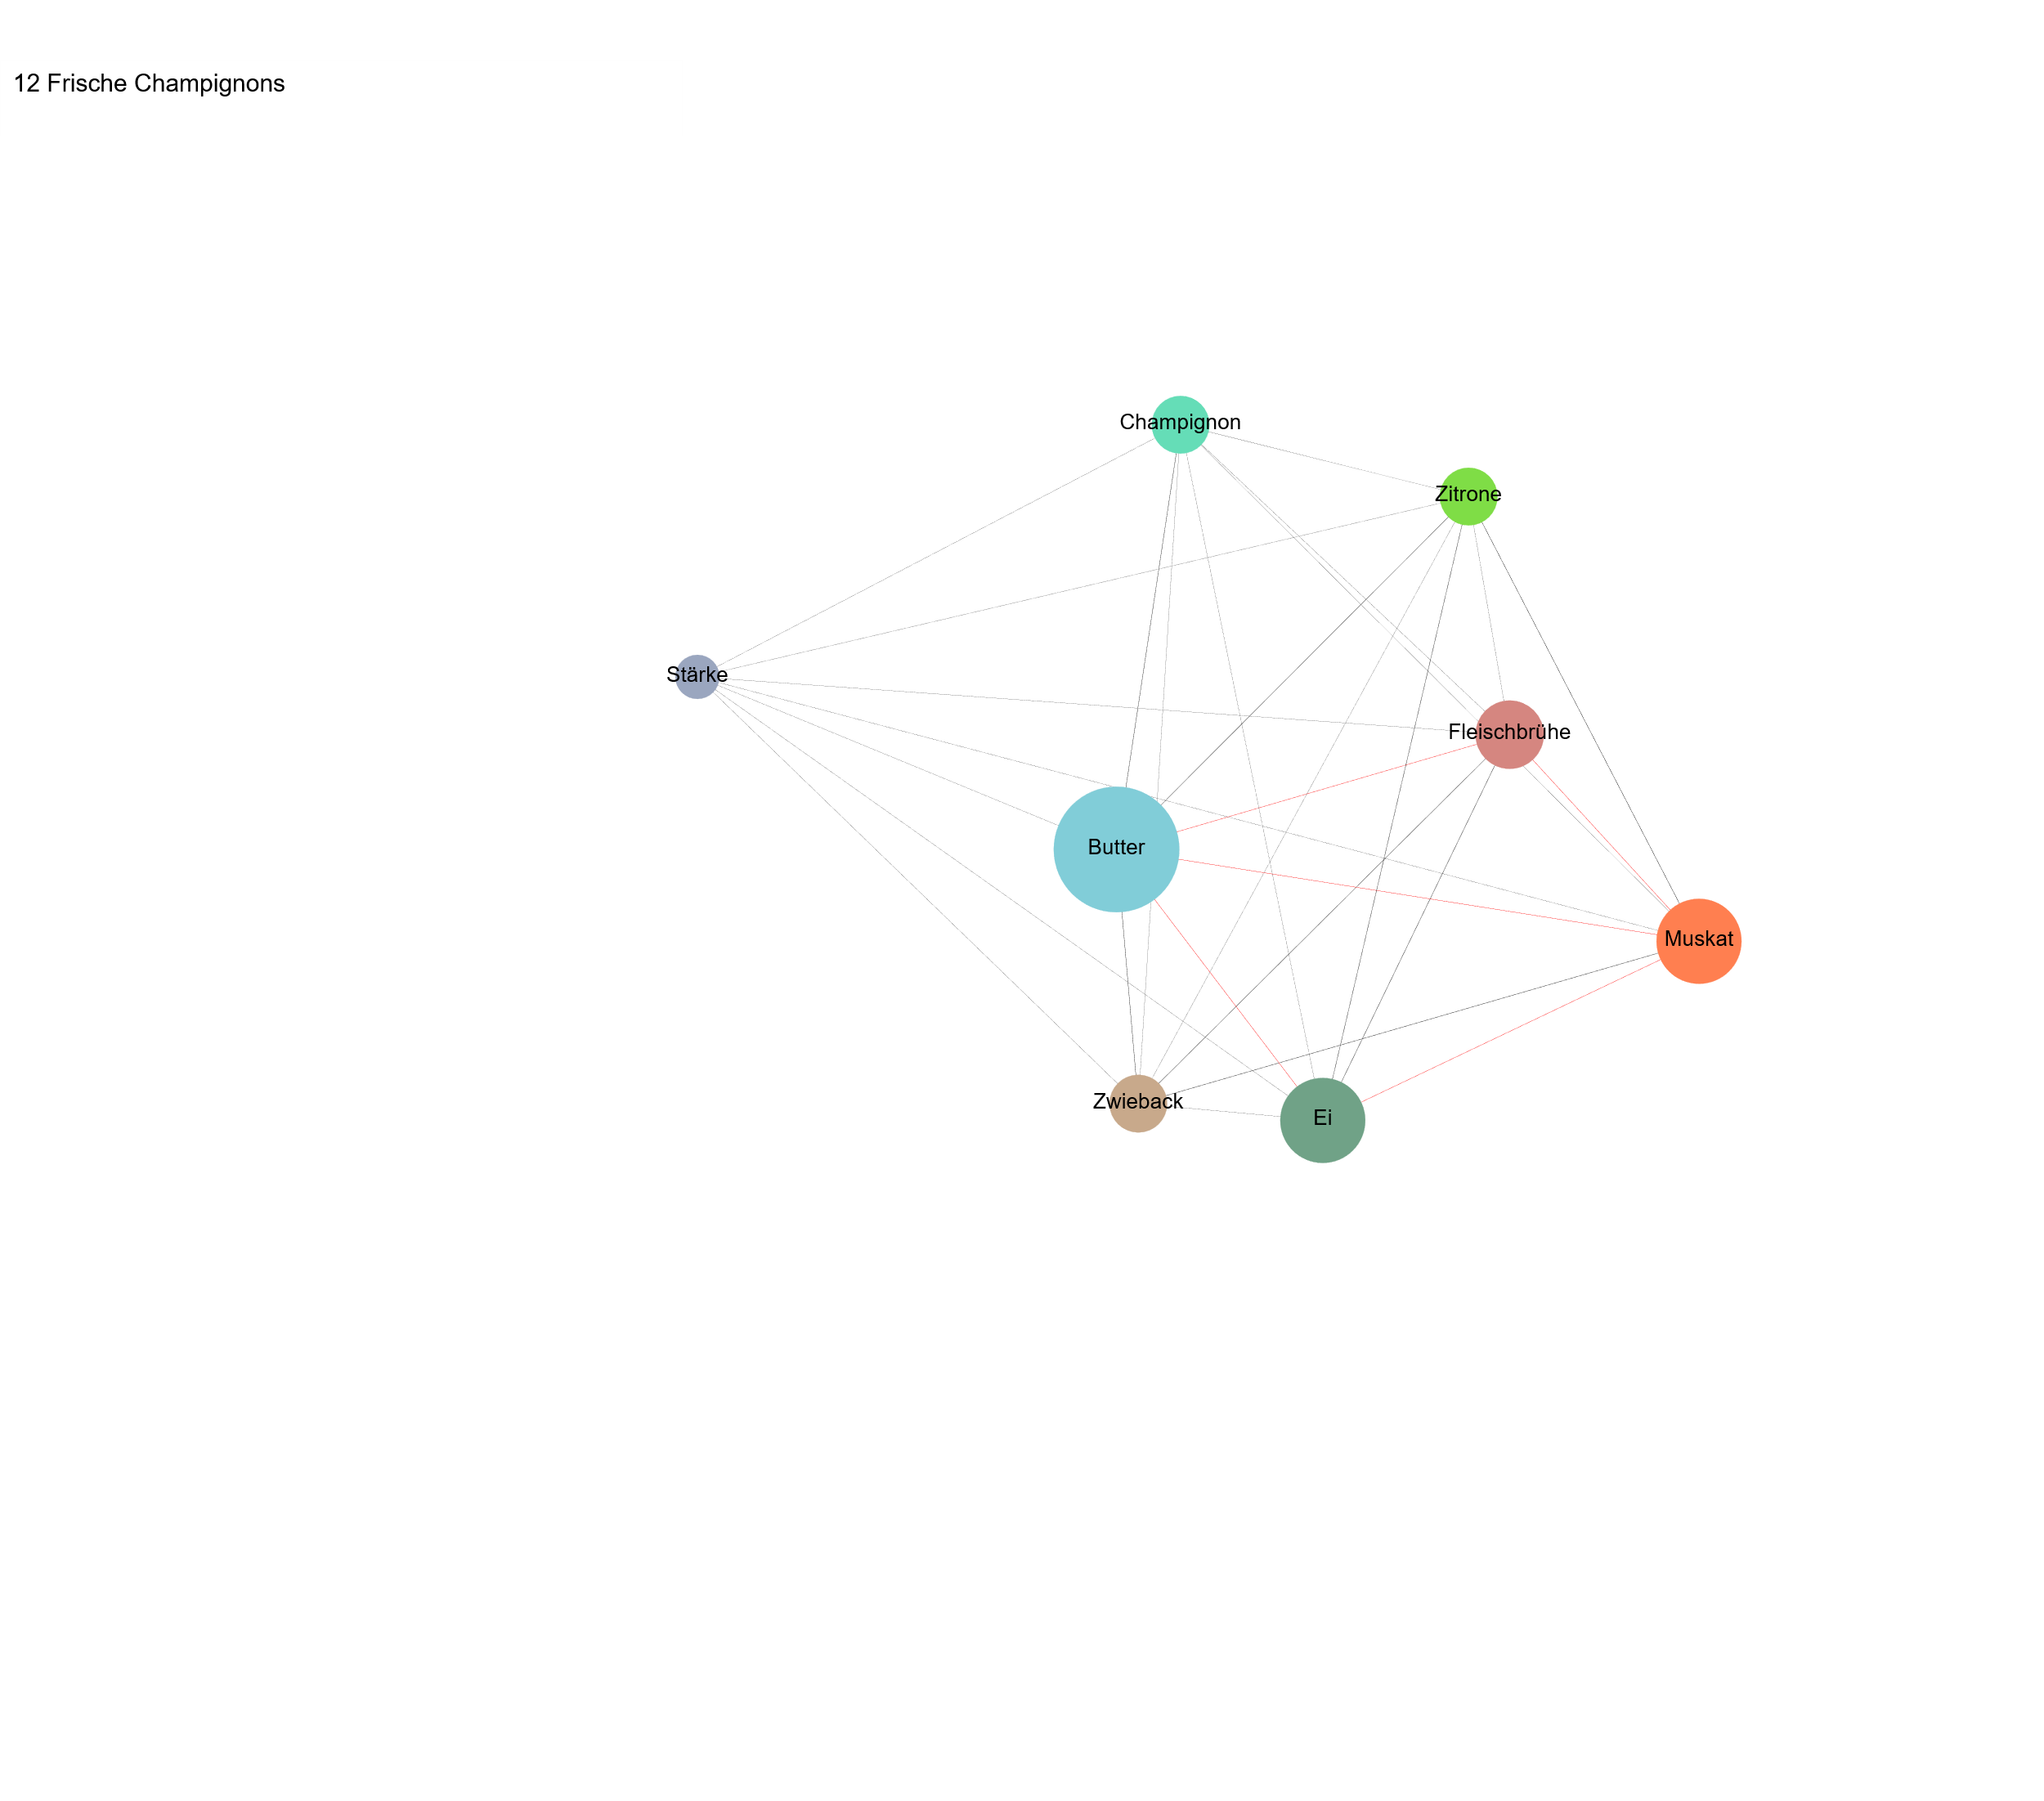 12 Frische Champignons
Champignon
Zitrone
Stärke
Fleischbrühe
Butter
Muskat
Zwieback
Ei